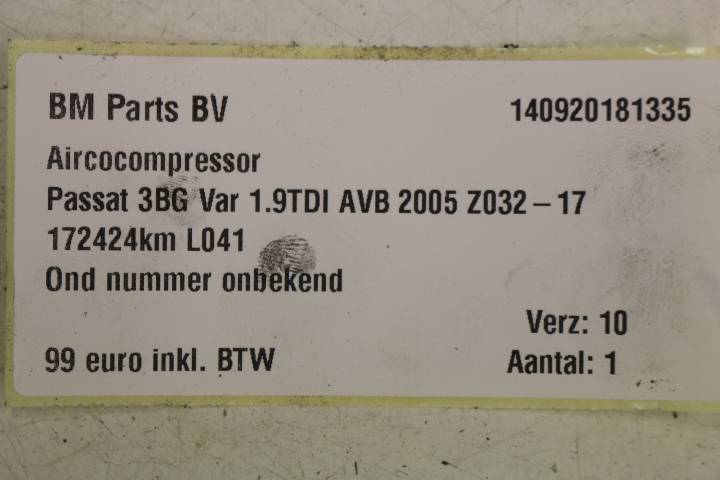 BM Parts BV 140920181335
Aircocompressor
Passat 3BG Var 1.9TDI AVB 2005 Z032 – 17
172424km L041
Ond nummer onbekend
Verz: 10
99 euro inkl. BTW Aantal: 1